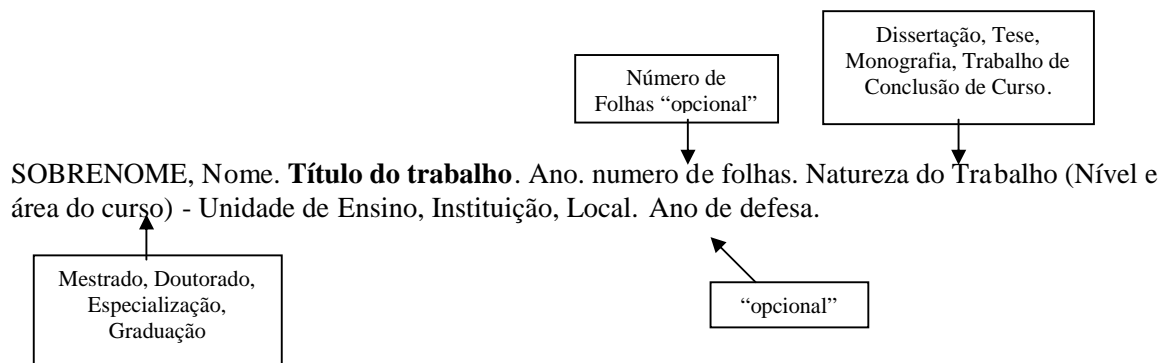 Dissertação, Tese,
Monografia, Trabalho de
Conclusão de Curso.
Número de
Folhas “opcional”
SOBRENOME, Nome. Título do trabalho. Ano. numero de folhas. Natureza do Trabalho (Nível e
área do curso) - Unidade de Ensino, Instituição, Local. Ano de defesa.
Mestrado, Doutorado,
Especialização,
Graduação
“opcional”